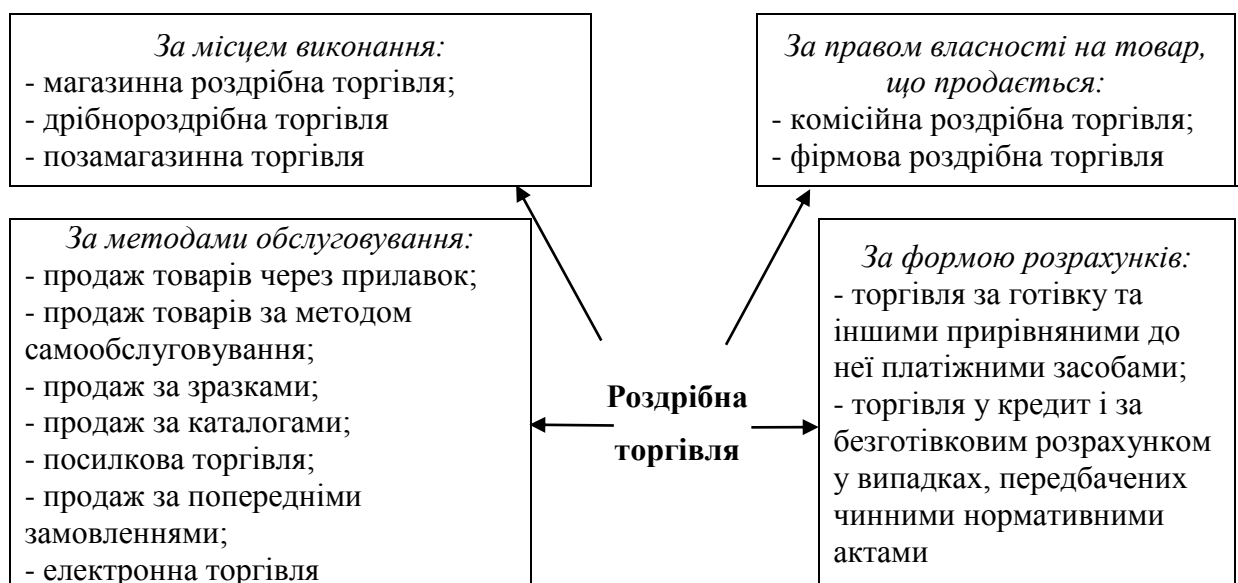 За місцем виконання:
- магазинна роздрібна торгівля;
- дрібнороздрібна торгівля
- позамагазинна торгівля
За правом власності на товар,
що продається:
- комісійна роздрібна торгівля;
- фірмова роздрібна торгівля
За методами обслуговування:
- продаж товарів через прилавок;
- продаж товарів за методом
самообслуговування;
- продаж за зразками;
- продаж за каталогами;
- посилкова торгівля;
- продаж за попередніми
замовленнями;
- електронна торгівля
Роздрібна
торгівля
За формою розрахунків:
- торгівля за готівку та
іншими прирівняними до
неї платіжними засобами;
- торгівля у кредит і за
безготівковим розрахунком
у випадках, передбачених
чинними нормативними
актами